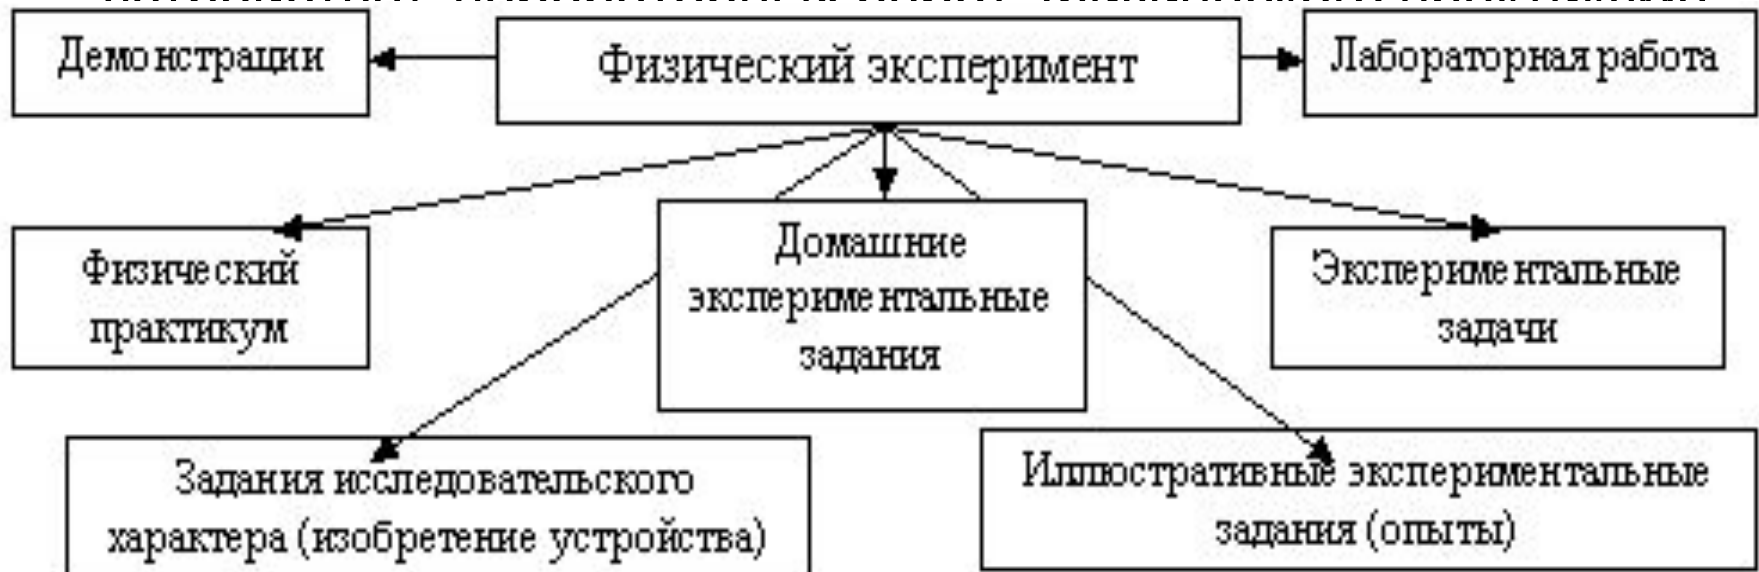 Демонстрации
Физический эксперимент
Лабораторная работа
Физический
практикум
Домашние
экспериментальные
задания
Экспериментальные
задачи
Задания исследовательского
характера (изобретение устройства)
Иллюстративные экспериментальные
задания (опыты)